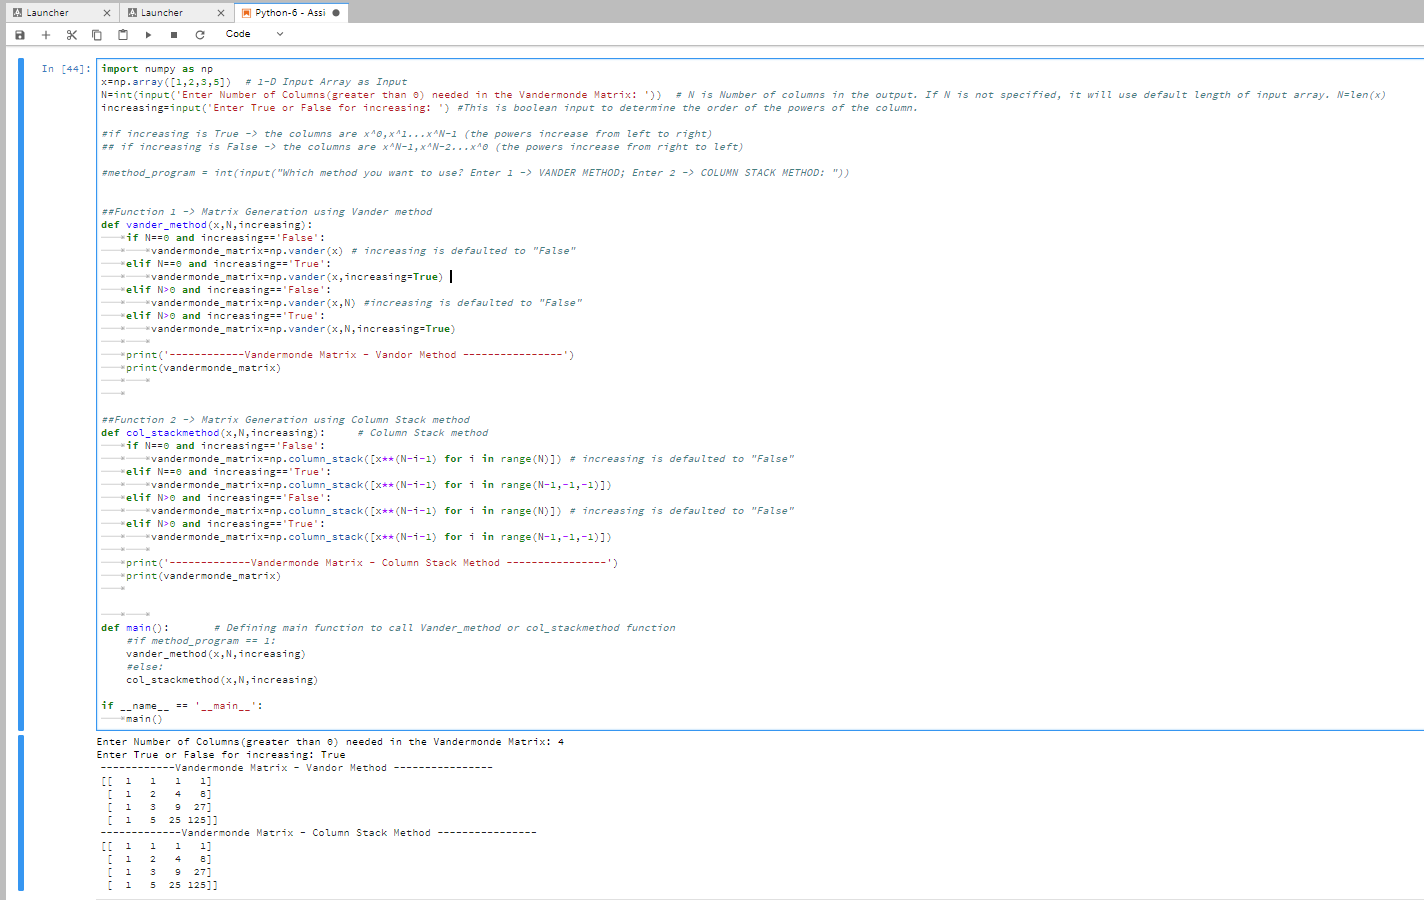 Launcher
Launcher
Python-6 - Assi
Code
In [44]:
import numpy as np
x=np.array([1,2,3,5])  # 1-D Input Array as Input
N=int(input('Enter Number of Columns(greater than 0) needed in the Vandermonde Matrix: '))  # N is Number of columns in the output. If N is not specified, it will use default length of input array. N=len(x)
increasing=input('Enter True or False for increasing: ') #This is boolean input to determine the order of the powers of the column.
#if increasing is True -> the columns are x^0,x^1...x^N-1 (the powers increase from left to right)
## if increasing is False -> the columns are x^N-1,x^N-2...x^0 (the powers increase from right to left)
#method_program = int(input("Which method you want to use? Enter 1 -> VANDER METHOD; Enter 2 -> COLUMN STACK METHOD: "))
##Function 1 -> Matrix Generation using Vander method
def vander_method(x,N,increasing):
if N==0 and increasing=='False':
vandermonde_matrix=np.vander(x) # increasing is defaulted to "False"
elif N==0 and increasing=='True':
vandermonde_matrix=np.vander(x,increasing=True)
elif N>0 and increasing=='False':
vandermonde_matrix=np.vander(x,N) #increasing is defaulted to "False"
elif N>0 and increasing=='True':
vandermonde_matrix=np.vander(x,N,increasing=True)
print('------------Vandermonde Matrix - Vandor Method ----------------')
print(vandermonde_matrix)
##Function 2 -> Matrix Generation using Column Stack method
def col_stackmethod(x,N,increasing):     # Column Stack method
if N==0 and increasing=='False':
vandermonde_matrix=np.column_stack([x**(N-i-1) for i in range(N)]) # increasing is defaulted to "False"
elif N==0 and increasing=='True':
vandermonde_matrix=np.column_stack([x**(N-i-1) for i in range(N-1,-1,-1)])
elif N>0 and increasing=='False':
vandermonde_matrix=np.column_stack([x**(N-i-1) for i in range(N)]) # increasing is defaulted to "False"
elif N>0 and increasing=='True':
vandermonde_matrix=np.column_stack([x**(N-i-1) for i in range(N-1,-1,-1)])
print('-------------Vandermonde Matrix - Column Stack Method ----------------')
print(vandermonde_matrix)
def main():       # Defining main function to call Vander_method or col_stackmethod function
#if method_program == 1:
vander_method(x,N,increasing)
#else:
col_stackmethod(x,N,increasing)
if __name__ == '__main__':
main()
Enter Number of Columns(greater than 0) needed in the Vandermonde Matrix: 4
Enter True or False for increasing: True
------------Vandermonde Matrix - Vandor Method ----------------
[[  1   1   1   1]
[  1   2   4   8]
[  1   3   9  27]
[  1   5  25 125]]
-------------Vandermonde Matrix - Column Stack Method ----------------
[[  1   1   1   1]
[  1   2   4   8]
[  1   3   9  27]
[  1   5  25 125]]